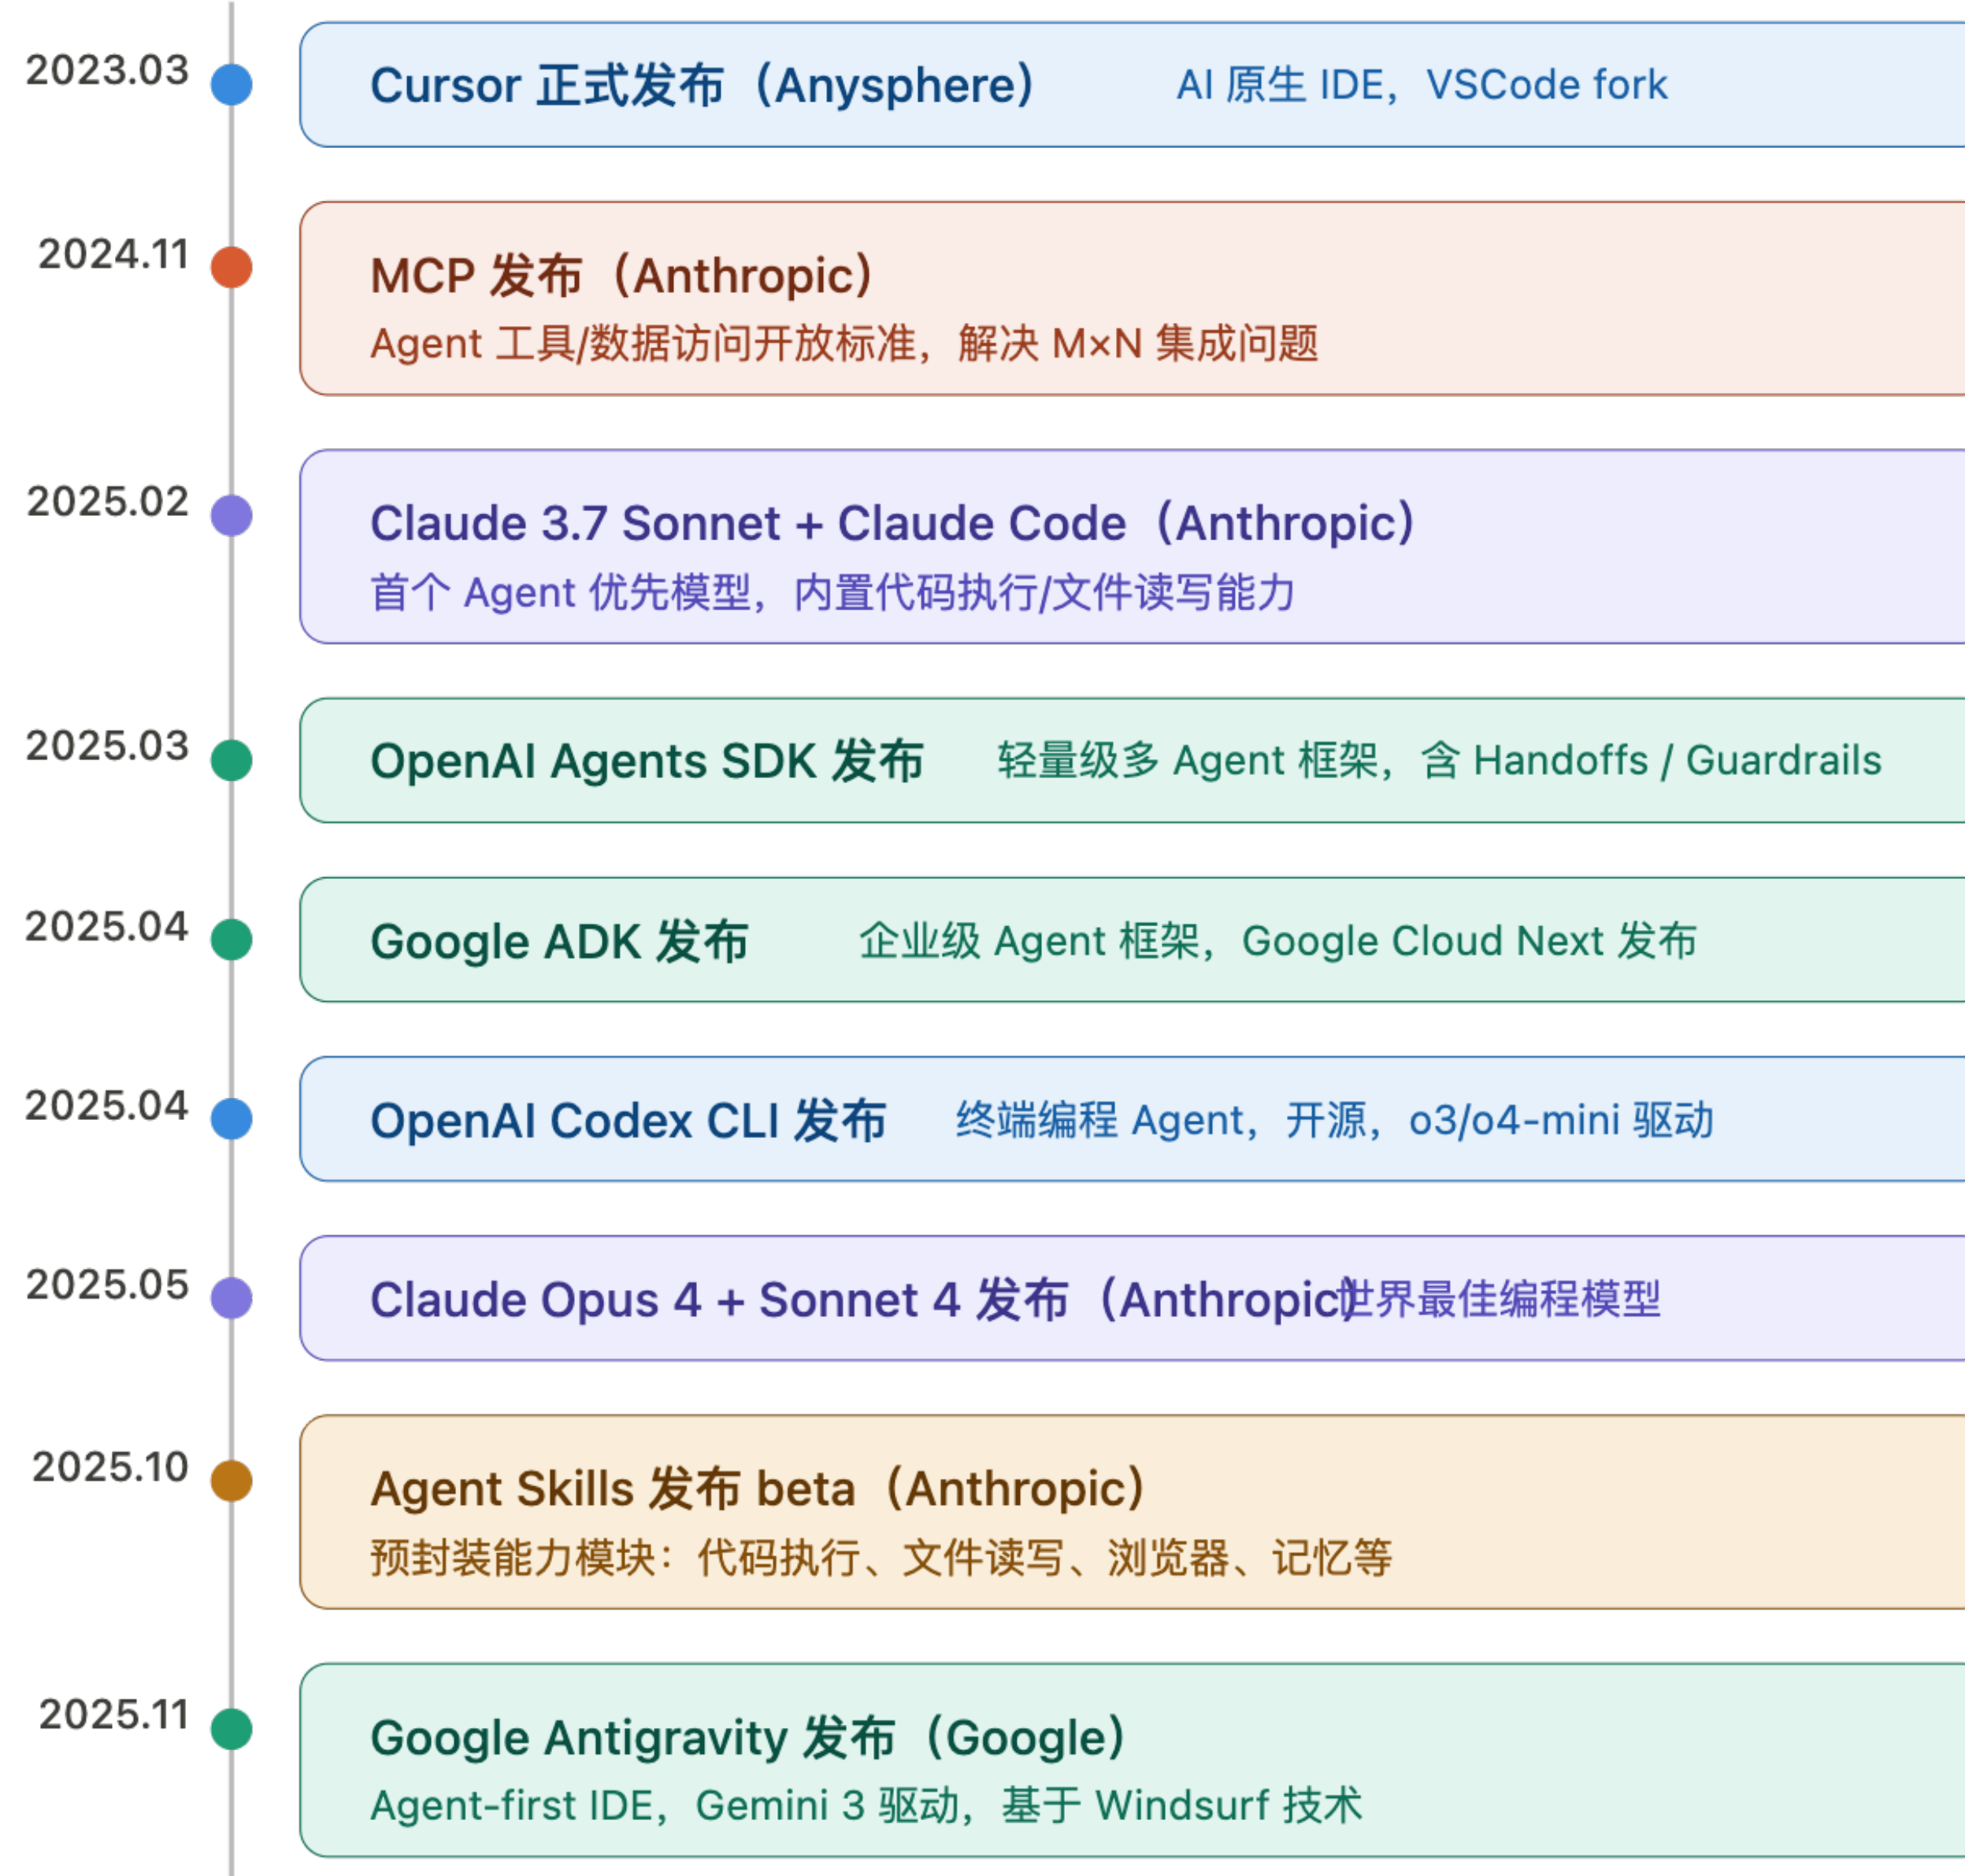 2023.03
Cursor 正式发布（Anysphere） AI 原生 IDE，VSCode fork
2024.11
MCP 发布（Anthropic）
Agent 工具/数据访问开放标准，解决 M×N 集成问题
2025.02
Claude 3.7 Sonnet + Claude Code（Anthropic）
首个 Agent 优先模型，内置代码执行/文件读写能力
2025.03
OpenAI Agents SDK 发布 轻量级多 Agent 框架，含 Handoffs / Guardrails
2025.04
Google ADK 发布 企业级 Agent 框架，Google Cloud Next 发布
2025.04
OpenAI Codex CLI 发布 终端编程 Agent，开源，o3/o4-mini 驱动
2025.05
Claude Opus 4 + Sonnet 4 发布（Anthropic） 世界最佳编程模型
2025.10
Agent Skills 发布 beta（Anthropic）
预封装能力模块：代码执行、文件读写、浏览器、记忆等
2025.11
Google Antigravity 发布（Google）
Agent-first IDE，Gemini 3 驱动，基于 Windsurf 技术